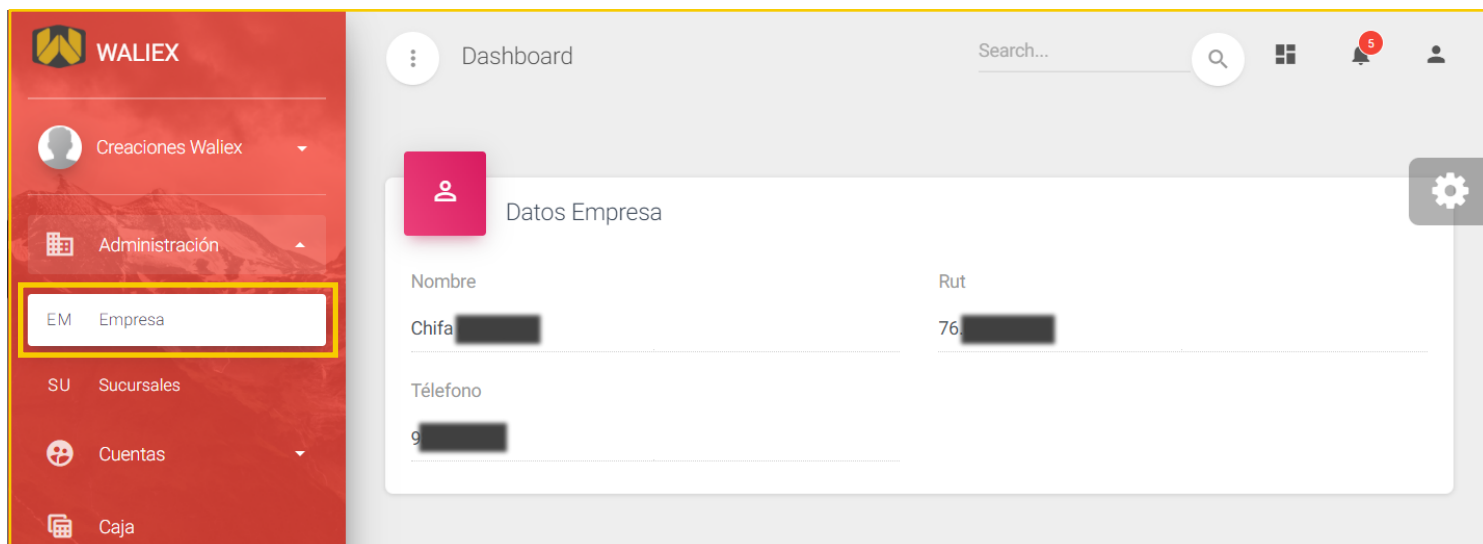 WALIEX
Creaciones Waliex
Administración
EM Empresa
SU Sucursales
Cuentas
Caja
Dashboard
Search...
5
Datos Empresa
Nombre
Rut
Chifa
76.
Télefono
9